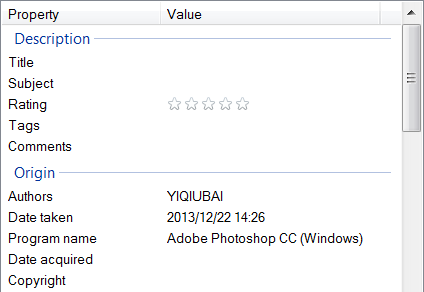 Property Value
Description
Title
Subject
Rating
Tags
Comments
Origin
Authors YIQIUBAI
Date taken 2013/12/22 14:26
Program name Adobe Photoshop CC (Windows)
Date acquired
Copyright